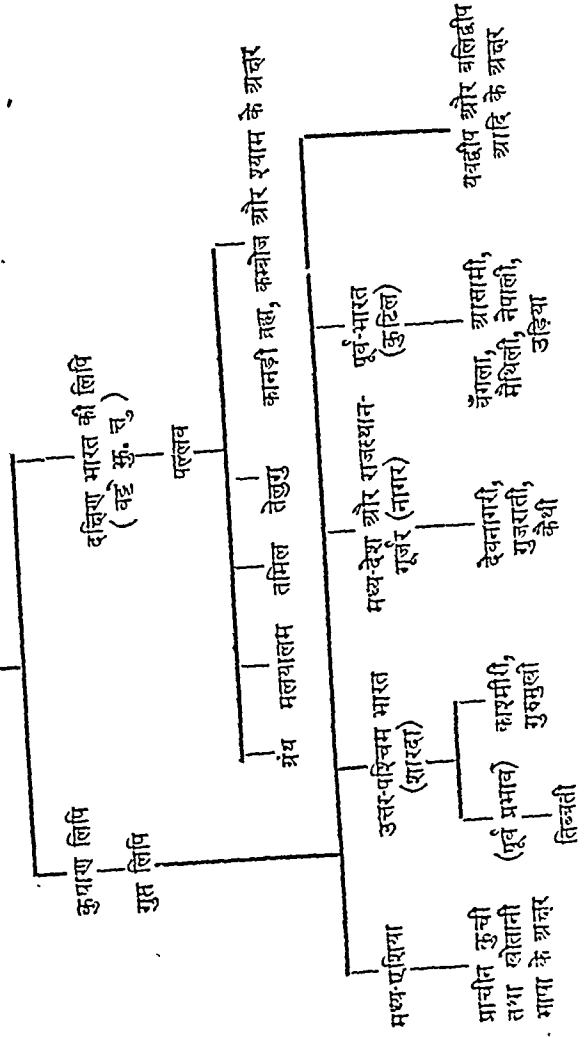 कुषाण लिपि
गुप्त लिपि
दक्षिण भारत की लिपि
ग्रंथ
मलयालम
तमिल
तेलुगु
पल्लव
कानड़ी ब्रह्म, कम्बोज और श्याम के अक्षर
मध्य-एशिया
प्राचीन कुची
तथा खोतानी
भाषा के अक्षर
उत्तर-पश्चिम भारत
(शारदा)
(पूर्व प्रभाव)
तिब्बती
काश्मीरी,
गुरुमुखी
मध्य-देश और राजस्थान-
गूर्जर (नागर)
देवनागरी,
गुजराती,
कैथी
पूर्व-भारत
(कुटिल)
बँगला, आसामी,
मैथिली, नेपाली,
उड़िया
यवद्वीप और बलिद्वीप
आदि के अक्षर